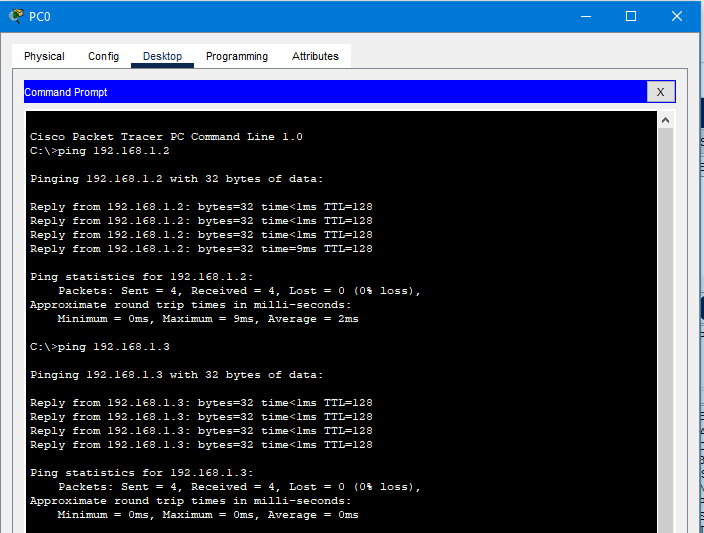 PC0
Physical Config Desktop Programming Attributes
Command Prompt
X
Cisco Packet Tracer PC Command Line 1.0
C:\>ping 192.168.1.2
Pinging 192.168.1.2 with 32 bytes of data:
Reply from 192.168.1.2: bytes=32 time<1ms TTL=128
Reply from 192.168.1.2: bytes=32 time<1ms TTL=128
Reply from 192.168.1.2: bytes=32 time<1ms TTL=128
Reply from 192.168.1.2: bytes=32 time=9ms TTL=128
Ping statistics for 192.168.1.2:
Packets: Sent = 4, Received = 4, Lost = 0 (0% loss),
Approximate round trip times in milli-seconds:
Minimum = 0ms, Maximum = 9ms, Average = 2ms
C:\>ping 192.168.1.3
Pinging 192.168.1.3 with 32 bytes of data:
Reply from 192.168.1.3: bytes=32 time<1ms TTL=128
Reply from 192.168.1.3: bytes=32 time<1ms TTL=128
Reply from 192.168.1.3: bytes=32 time<1ms TTL=128
Reply from 192.168.1.3: bytes=32 time<1ms TTL=128
Ping statistics for 192.168.1.3:
Packets: Sent = 4, Received = 4, Lost = 0 (0% loss),
Approximate round trip times in milli-seconds:
Minimum = 0ms, Maximum = 0ms, Average = 0ms